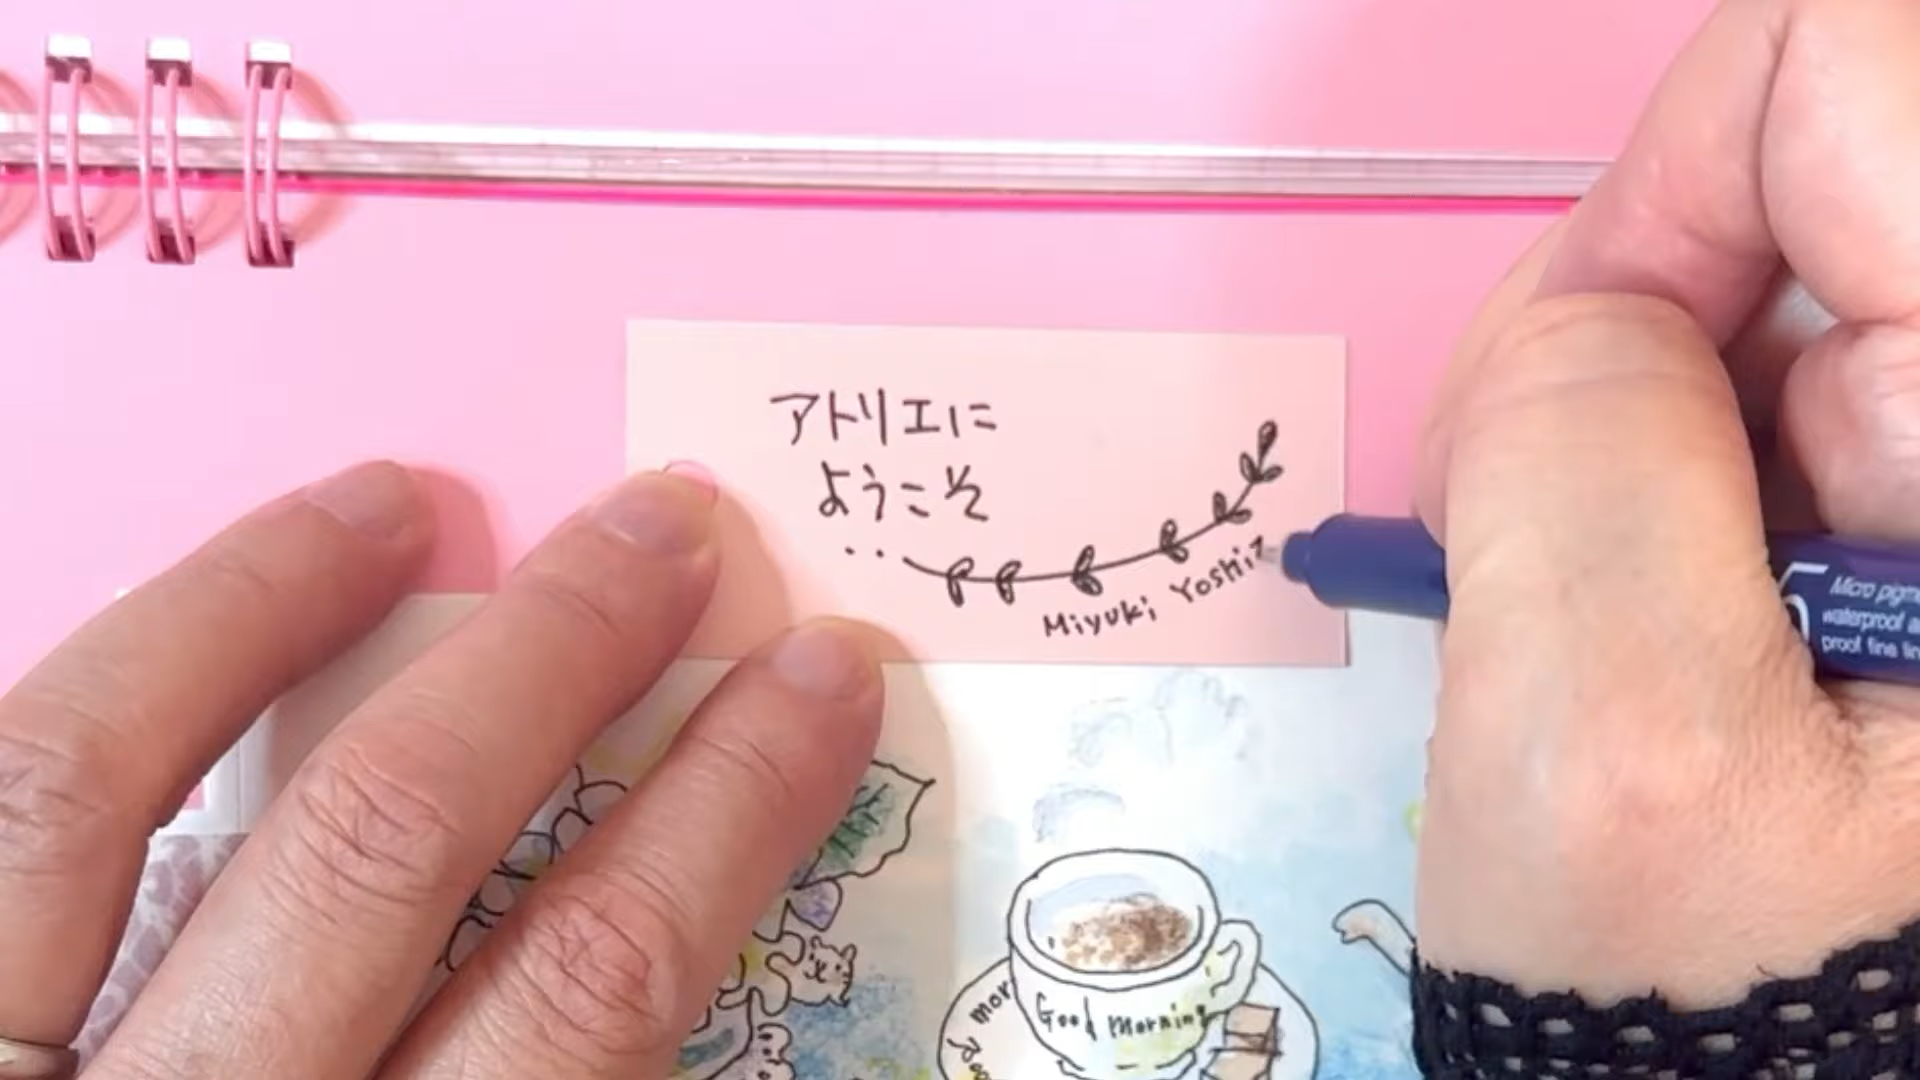 アトリエに
ようこそ
Miyuki Yoshi
Micro pigm
waterproof a
proof fine lin
Good Morning
mor